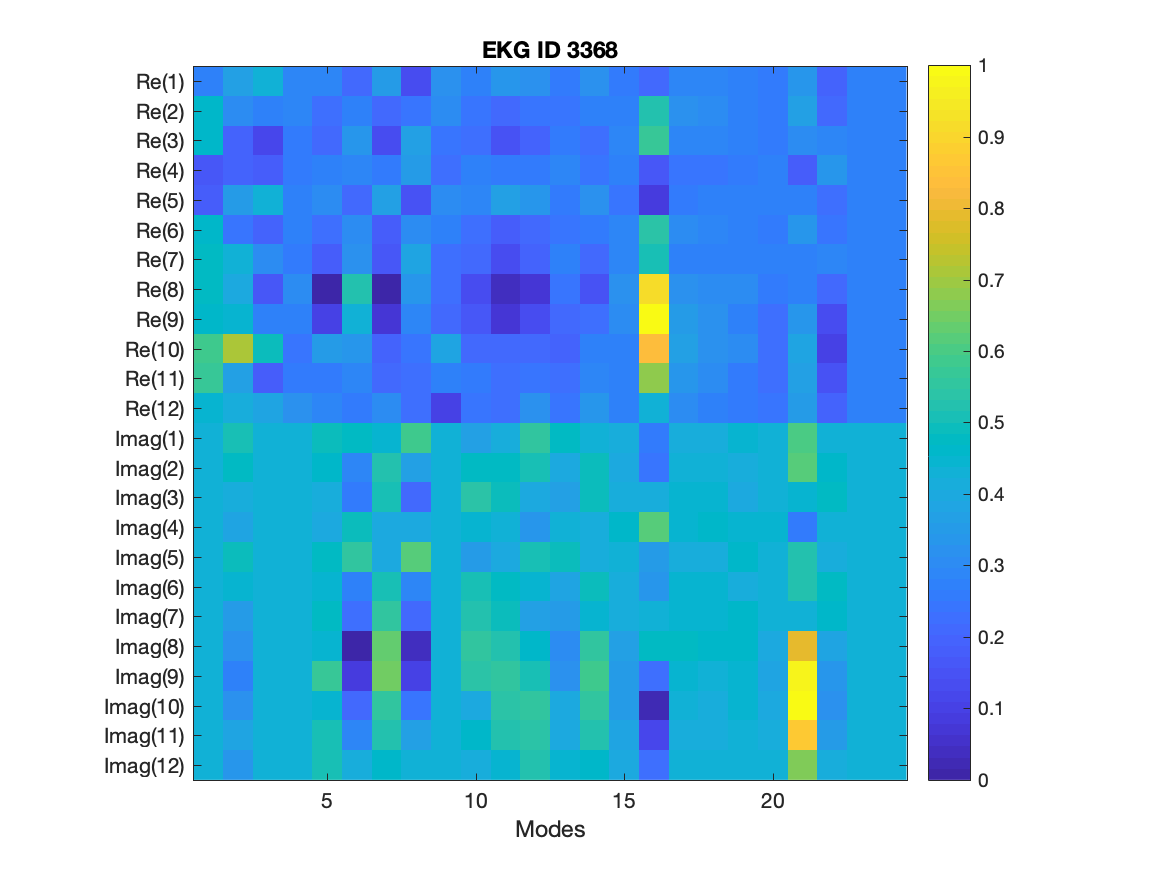 EKG ID 3368
Re(1)
Re(2)
Re(3)
Re(4)
Re(5)
Re(6)
Re(7)
Re(8)
Re(9)
Re(10)
Re(11)
Re(12)
Imag(1)
Imag(2)
Imag(3)
Imag(4)
Imag(5)
Imag(6)
Imag(7)
Imag(8)
Imag(9)
Imag(10)
Imag(11)
Imag(12)
5 10 15 20
Modes
1
0.9
0.8
0.7
0.6
0.5
0.4
0.3
0.2
0.1
0